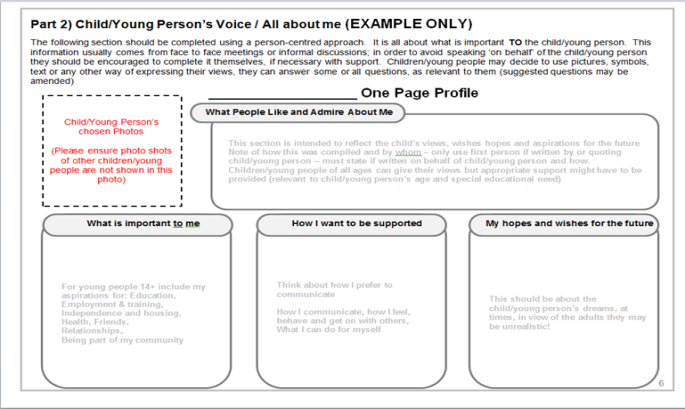 Part 2) Child/Young Person's Voice / All about me (EXAMPLE ONLY)
The following section should be completed using a person-centred approach. It is all about what is important TO the child/young person. This
information usually comes from face to face meetings or informal discussions; in order to avoid speaking 'on behalf' of the child/young person
they should be encouraged to complete it themselves, if necessary with support. Children/young people may decide to use pictures, symbols,
text or any other way of expressing their views, they can answer some or all questions, as relevant to them (suggested questions may be
amended)
One Page Profile
Child/Young Person's
chosen Photos
(Please ensure photo shots
of other children/young
people are not shown in this
photo)
What People Like and Admire About Me
This section is intended to reflect the child's views, wishes hopes and aspirations for the future
Note of how this was compiled and by whom – only use first person if written by or quoting
child/young person – must state if written on behalf of child/young person and how.
Children/young people of all ages can give their views but appropriate support might have to be
provided (relevant to child/young person's age and special educational need)
What is important to me
For young people 14+ include my
aspirations for: Education,
Employment & training,
Independence and housing,
Health, Friends,
Relationships,
Being part of my community
How I want to be supported
Think about how I prefer to
communicate
How I communicate, how I feel,
behave and get on with others,
What I can do for myself
My hopes and wishes for the future
This should be about the
child/young person's dreams, at
times, in view of the adults they may
be unrealistic!
6